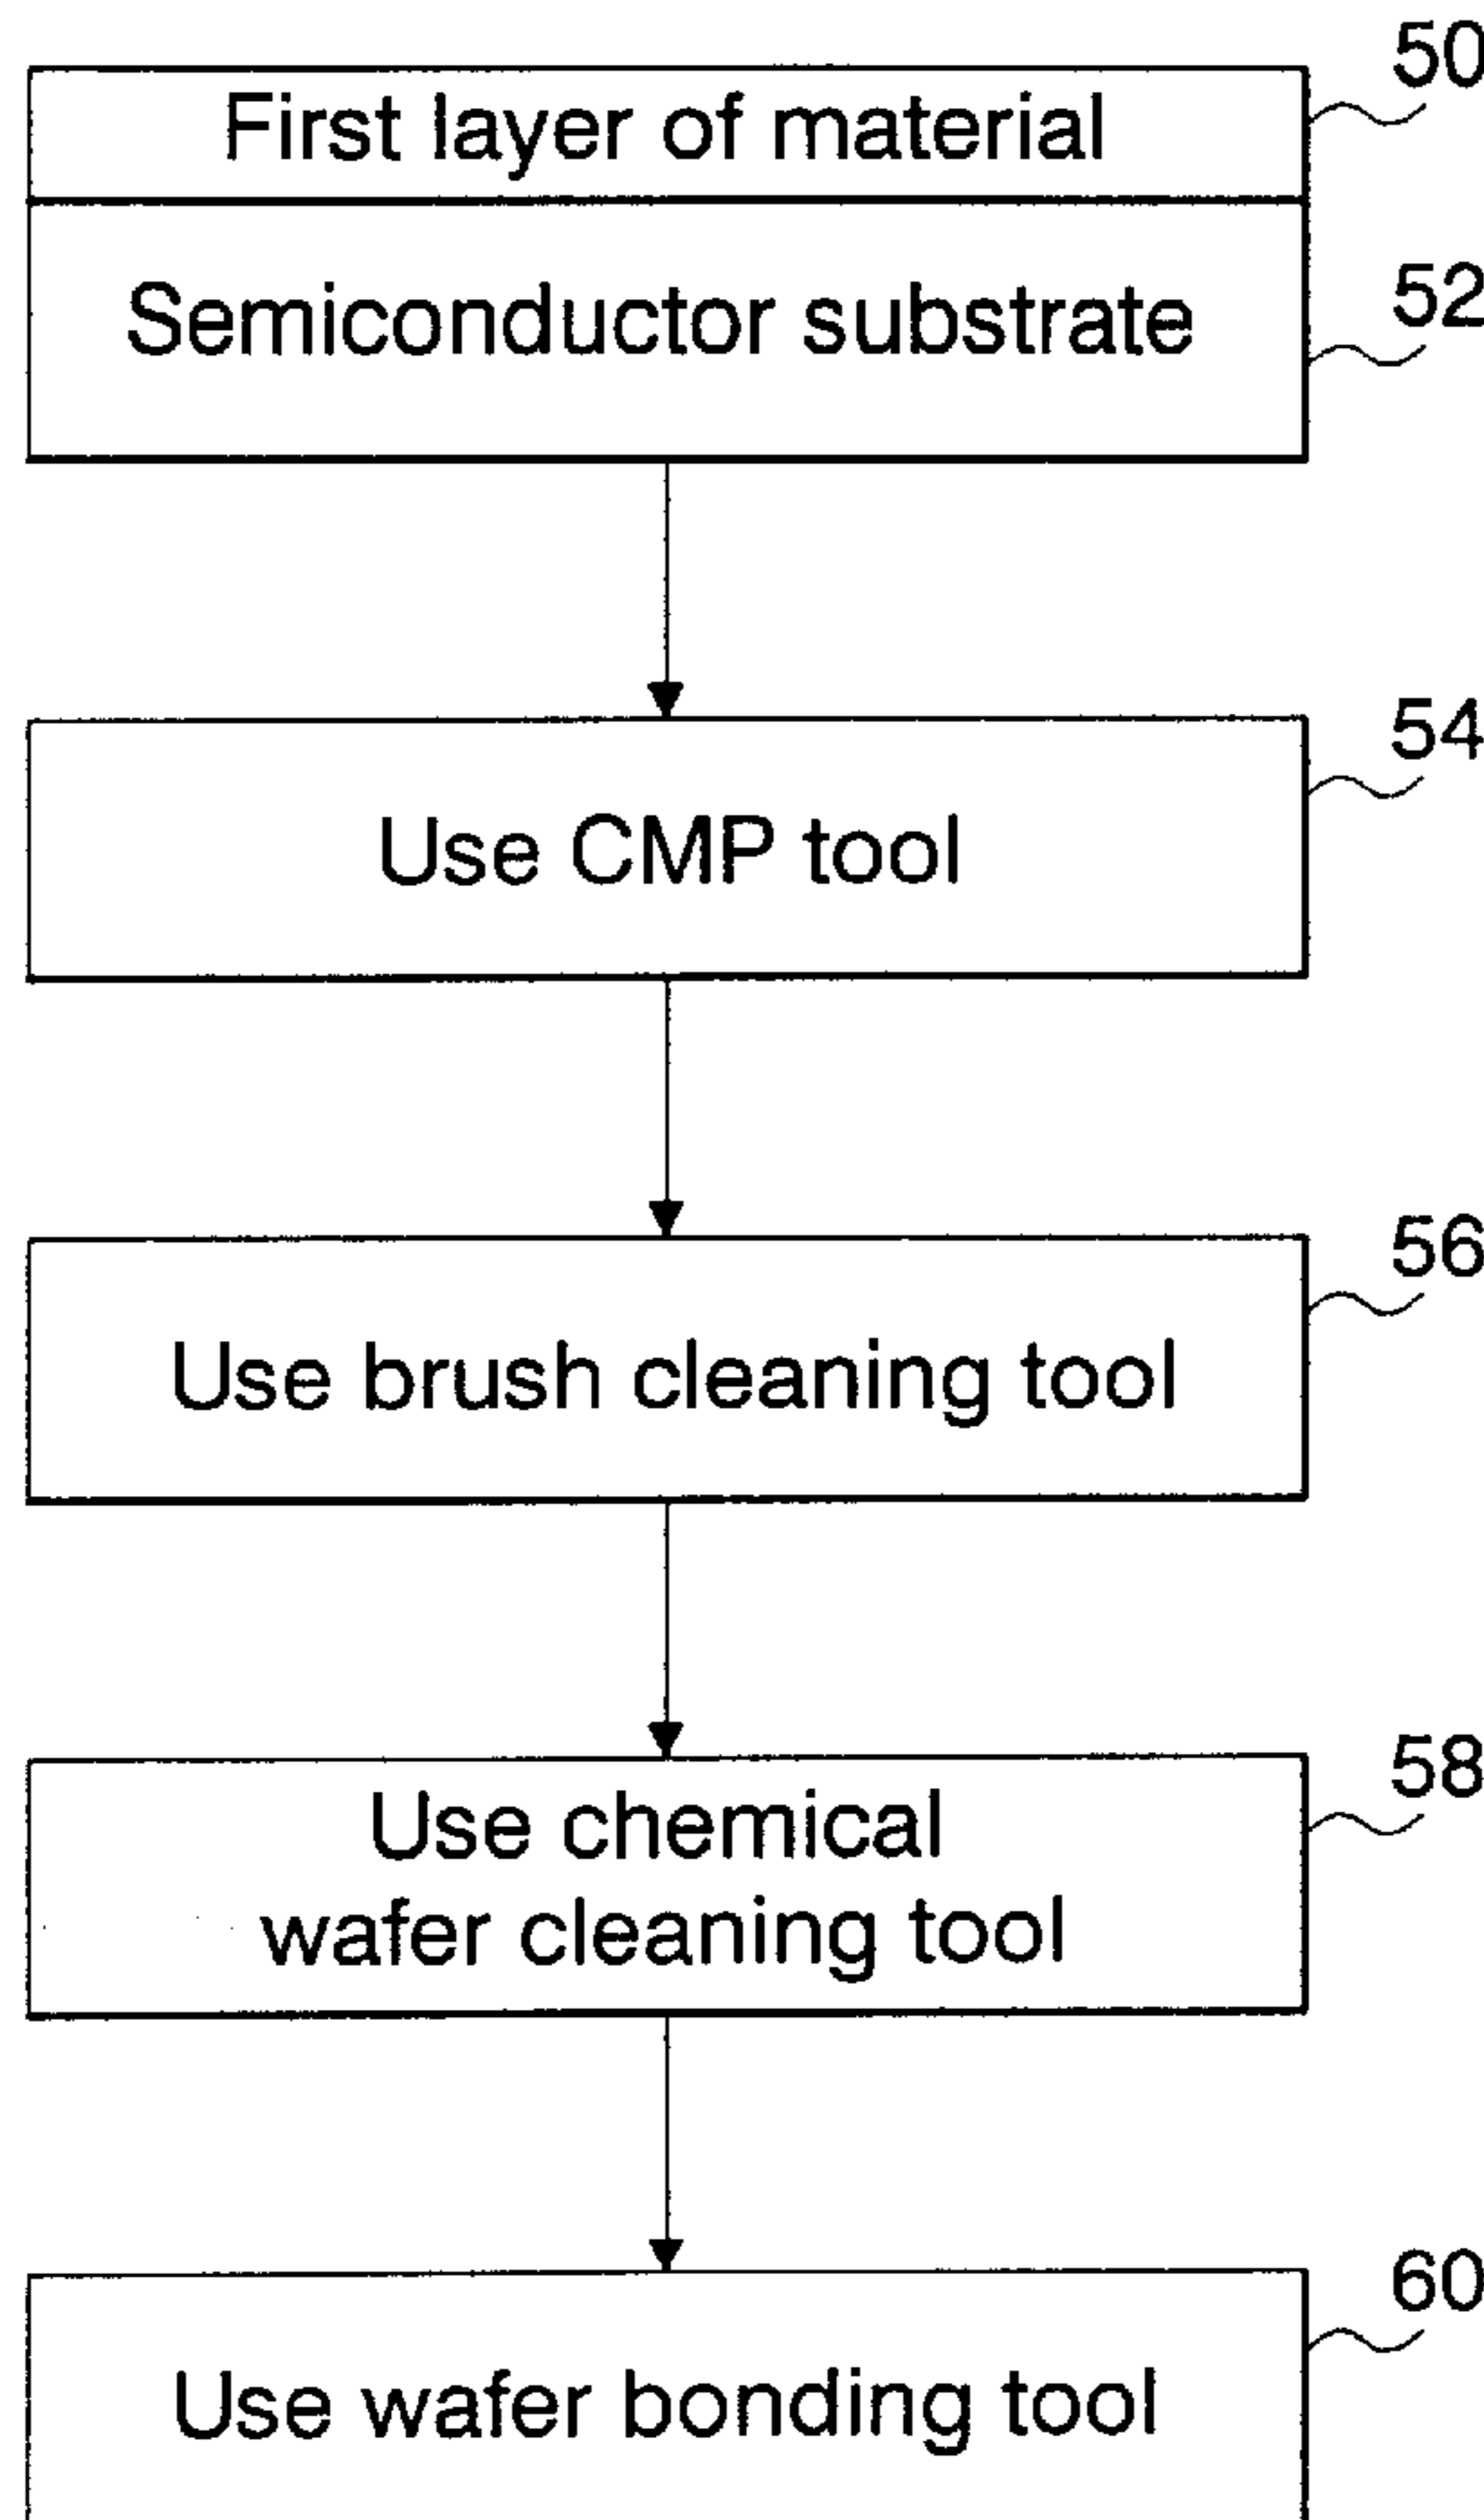 50
First layer of material
52
Semiconductor substrate
54
Use CMP tool
56
Use brush cleaning tool
58
Use chemical
wafer cleaning tool
60
Use wafer bonding tool